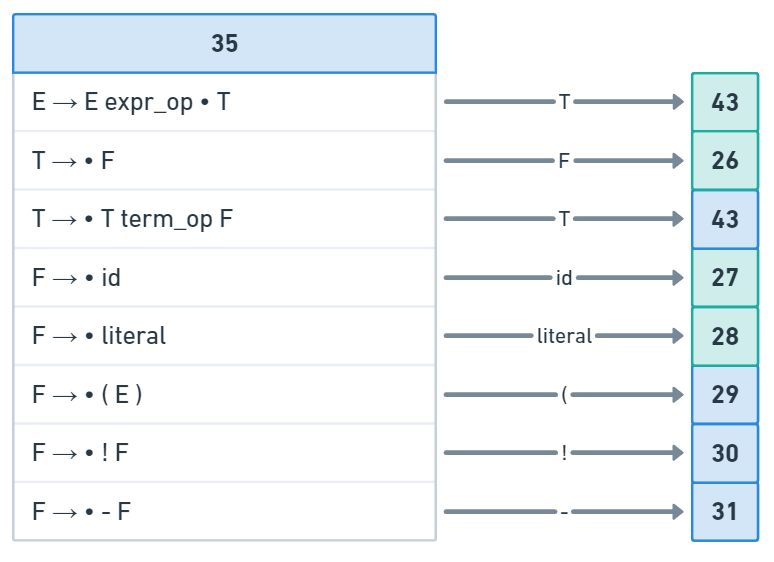 35
E → E expr_op • T T 43
T → • F F 26
T → • T term_op F T 43
F → • id id 27
F → • literal literal 28
F → • ( E ) ( 29
F → • ! F ! 30
F → • - F - 31